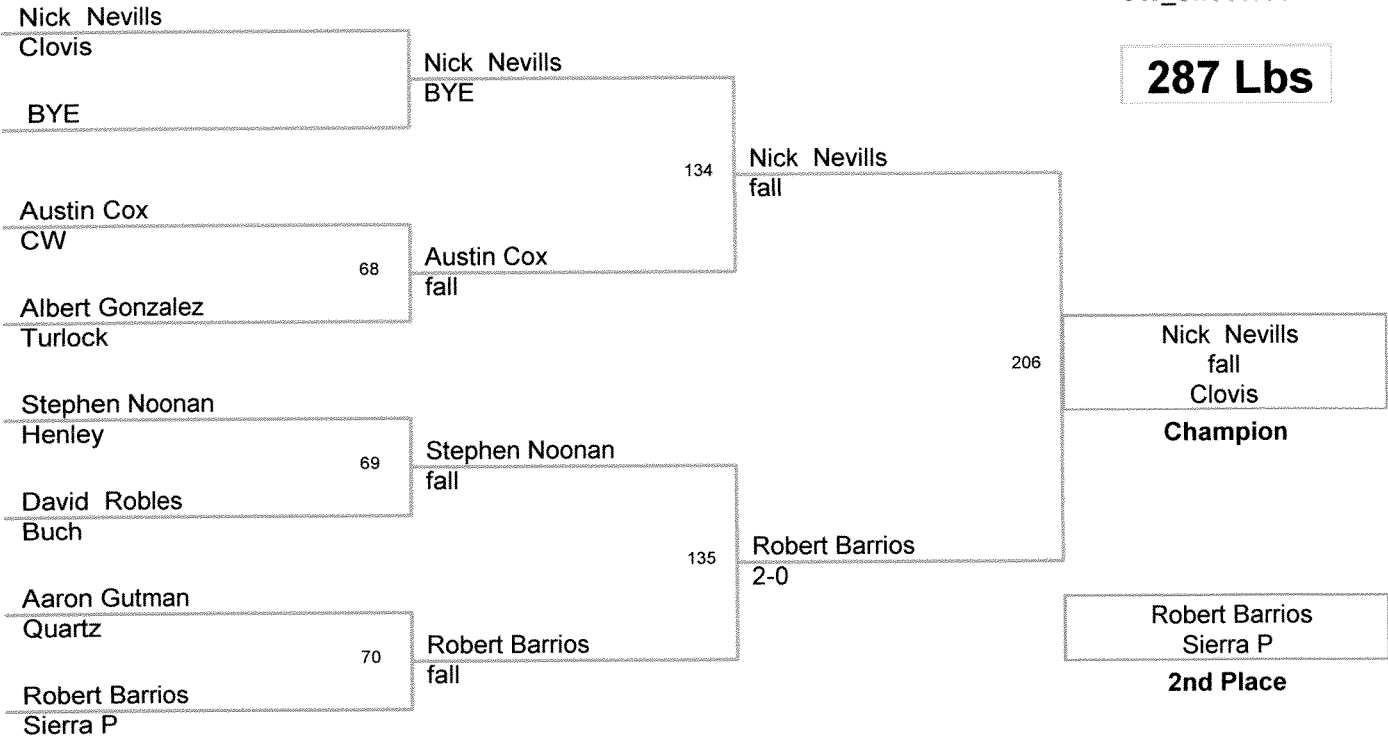 Nick Nevills
Clovis
BYE
Austin Cox
CW
68
Albert Gonzalez
Turlock
Stephen Noonan
Henley
69
David Robles
Buch
Aaron Gutman
Quartz
70
Robert Barrios
Sierra P
Nick Nevills
BYE
134
Austin Cox
fall
Stephen Noonan
fall
135
Robert Barrios
fall
Nick Nevills
fall
206
Robert Barrios
2-0
287 Lbs
Nick Nevills
fall
Clovis
Champion
Robert Barrios
Sierra P
2nd Place